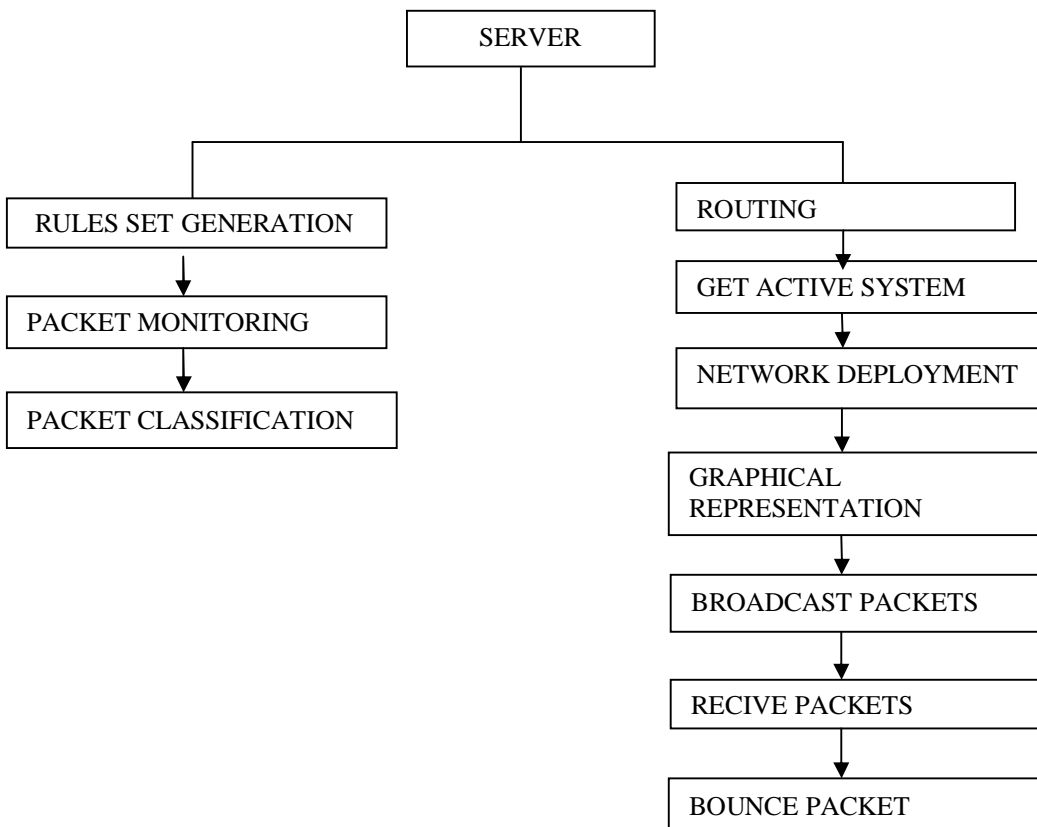 SERVER
RULES SET GENERATION
PACKET MONITORING
PACKET CLASSIFICATION
ROUTING
GET ACTIVE SYSTEM
NETWORK DEPLOYMENT
GRAPHICAL
REPRESENTATION
BROADCAST PACKETS
RECIVE PACKETS
BOUNCE PACKET